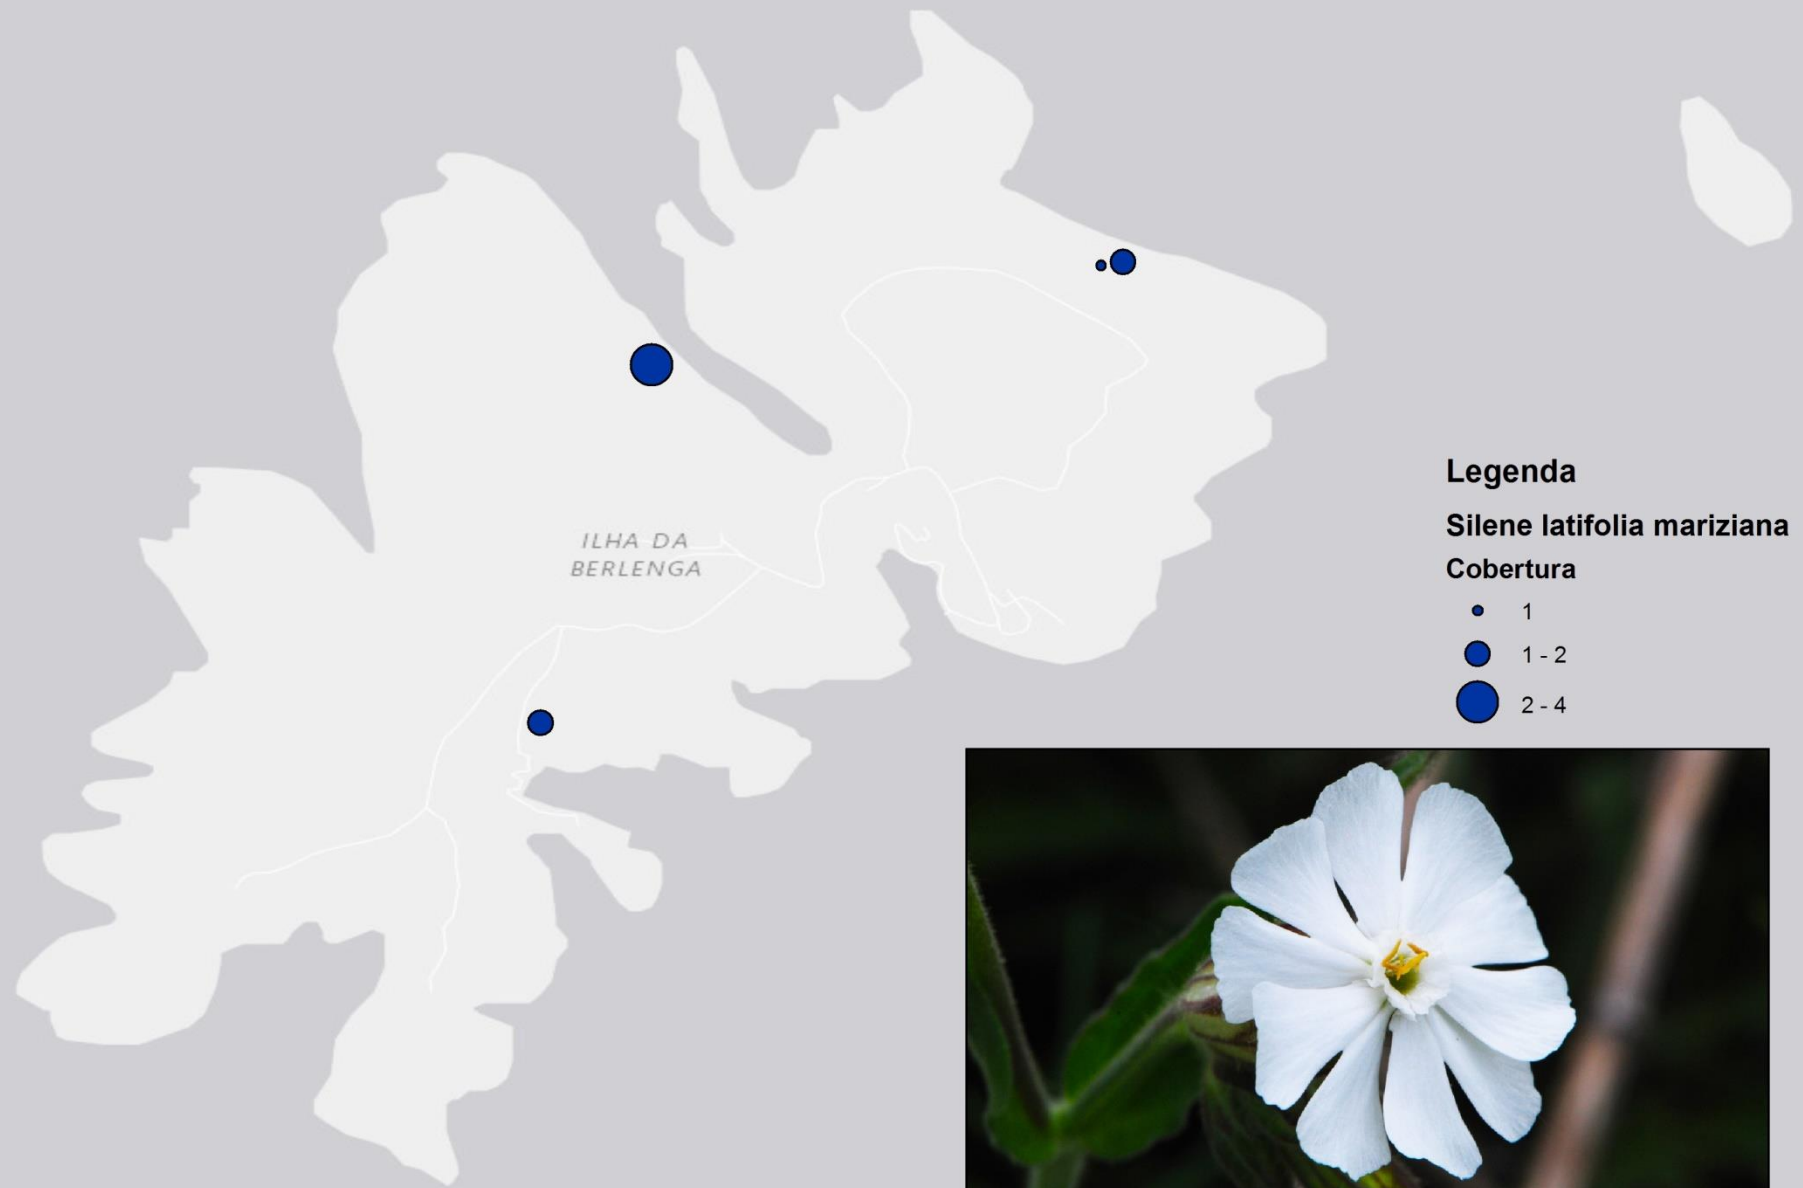 ILHA DA
BERLENGA
Legenda
Silene latifolia mariziana
Cobertura
1
1 - 2
2 - 4